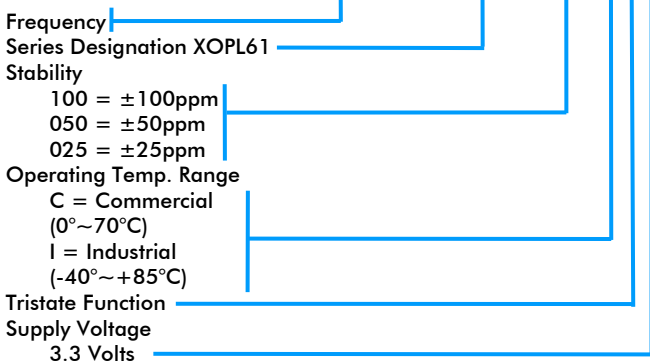 Frequency
Series Designation XOPL61
Stability
100 = ±100ppm
050 = ±50ppm
025 = ±25ppm
Operating Temp. Range
C = Commercial
(0°~70°C)
I = Industrial
(-40°~+85°C)
Tristate Function
Supply Voltage
3.3 Volts